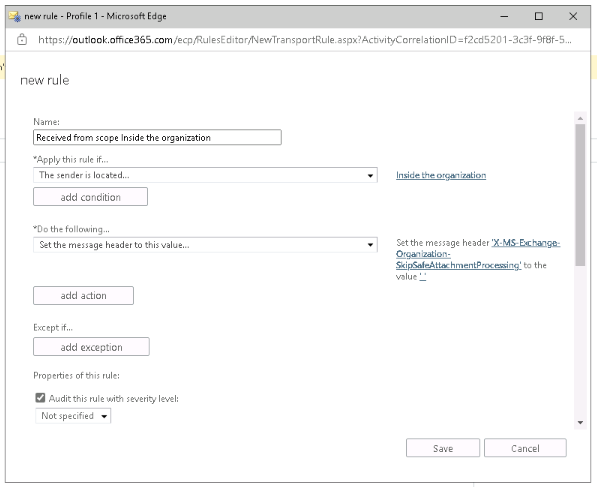 new rule - Profile 1 - Microsoft Edge
https://outlook.office365.com/ecp/RulesEditor/NewTransportRule.aspx?ActivityCorrelationID=f2cd5201-3c3f-9f8f-5...
new rule
Name:
Received from scope Inside the organization
*Apply this rule if...
The sender is located...
Inside the organization
add condition
*Do the following...
Set the message header to this value...
Set the message header 'X-MS-Exchange-
Organization-
SkipSafeAttachmentProcessing' to the
value '.'
add action
Except if...
add exception
Properties of this rule:
Audit this rule with severity level:
Not specified
Save
Cancel